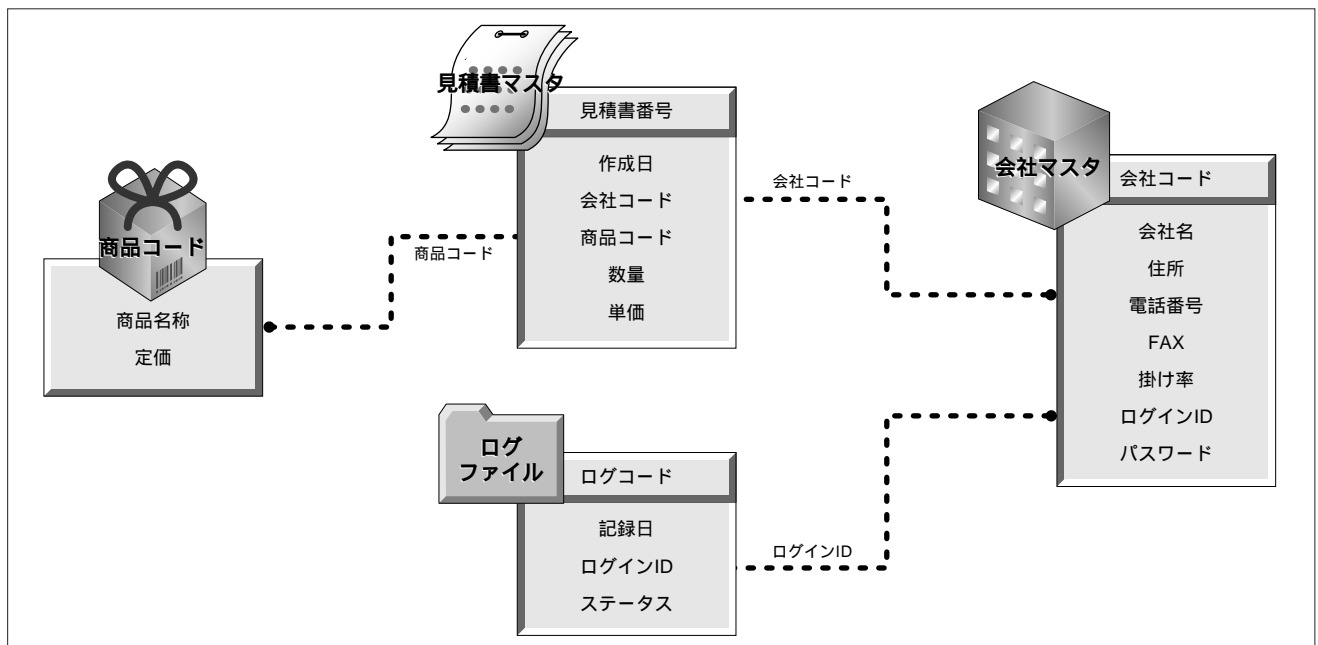 商品コード
商品名称
定価
商品コード
見積書マスタ
見積書番号
作成日
会社コード
商品コード
数量
単価
会社コード
ログ
ファイル
ログコード
記録日
ログインID
ステータス
ログインID
会社マスタ
会社コード
会社名
住所
電話番号
FAX
掛け率
ログインID
パスワード